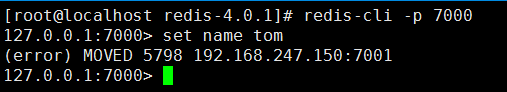 [root@localhost redis-4.0.1]# redis-cli -p 7000
127.0.0.1:7000> set name tom
(error) MOVED 5798 192.168.247.150:7001
127.0.0.1:7000>